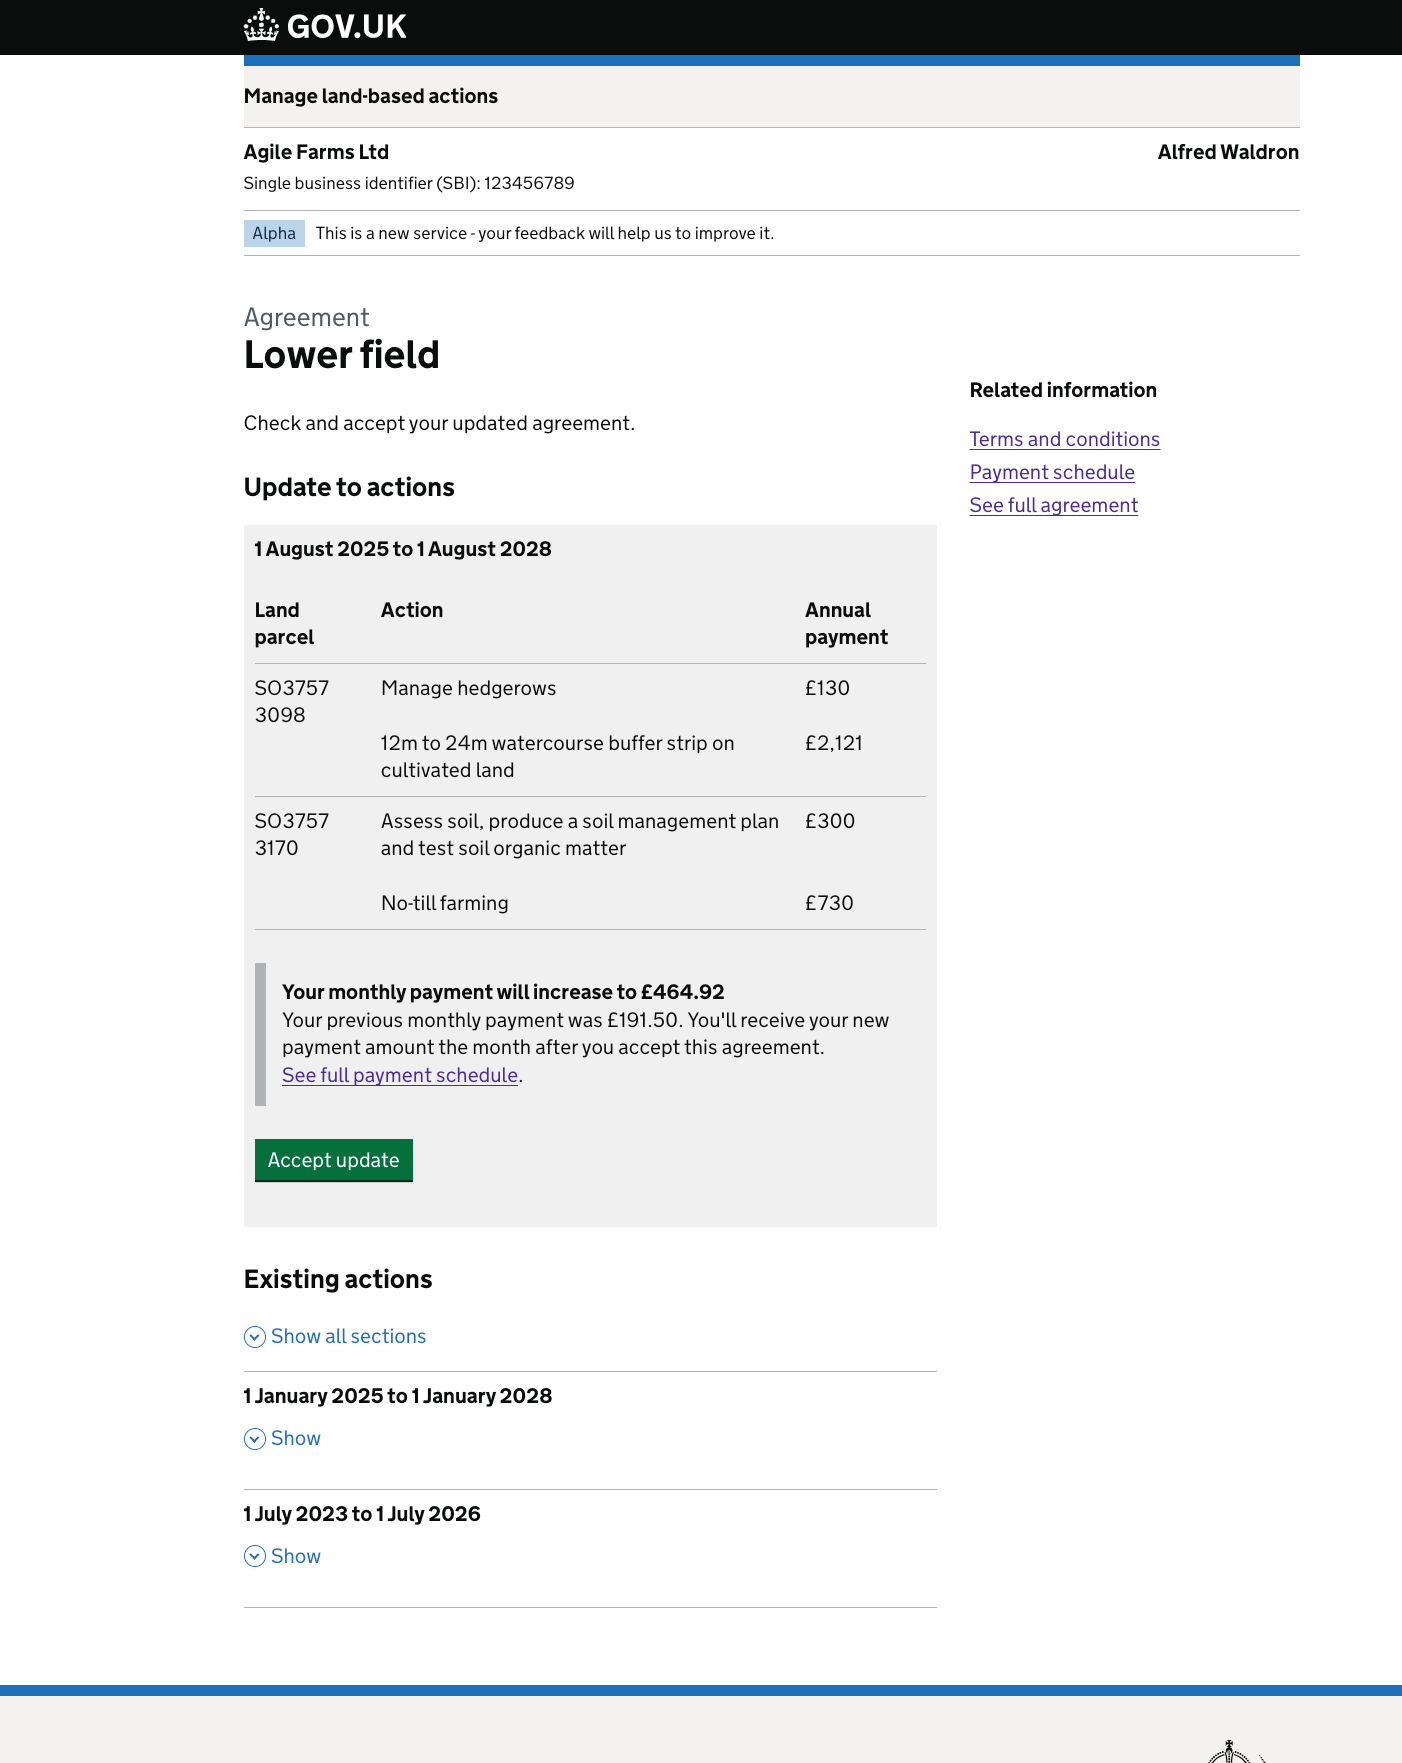 GOV.UK
Manage land-based actions
Agile Farms Ltd
Alfred Waldron
Single business identifier (SBI): 123456789
Alpha
This is a new service - your feedback will help us to improve it.
Agreement
Lower field
Check and accept your updated agreement.
Related information
Terms and conditions
Payment schedule
See full agreement
Update to actions
1 August 2025 to 1 August 2028
Land parcel
Action
Annual payment
SO3757 3098
Manage hedgerows
£130
12m to 24m watercourse buffer strip on
cultivated land
£2,121
SO3757 3170
Assess soil, produce a soil management plan
and test soil organic matter
£300
No-till farming
£730
Your monthly payment will increase to £464.92
Your previous monthly payment was £191.50. You'll receive your new
payment amount the month after you accept this agreement.
See full payment schedule.
Accept update
Existing actions
Show all sections
1 January 2025 to 1 January 2028
Show
1 July 2023 to 1 July 2026
Show